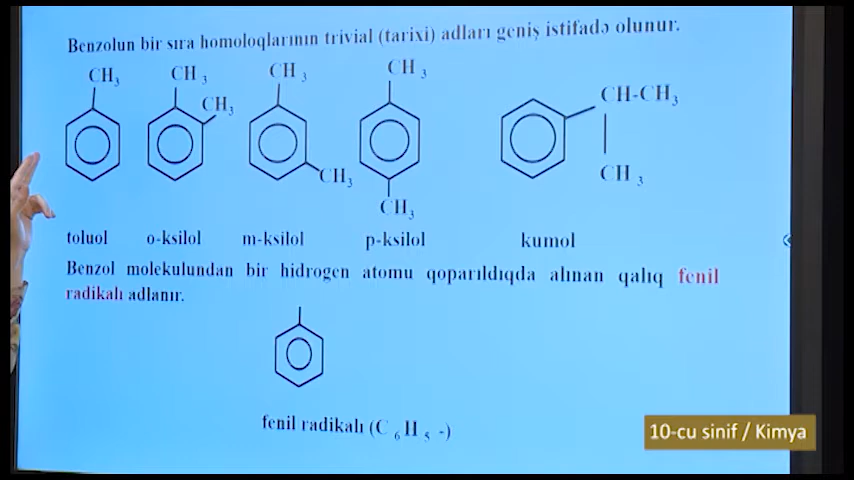 Benzolun bir sıra homoloqlarının trivial (tarixi) adları geniş istifadə olunur.
CH₃ CH₃ CH₃ CH₃
CH₃ CH-CH₃
CH₃ CH₃
CH₃
toluol o-ksilol m-ksilol p-ksilol kumol
Benzol molekulundan bir hidrogen atomu qoparıldıqda alınan qalıq fenil
radikalı adlanır.
fenil radikalı (C₆H₅-)
10-cu sinif / Kimya